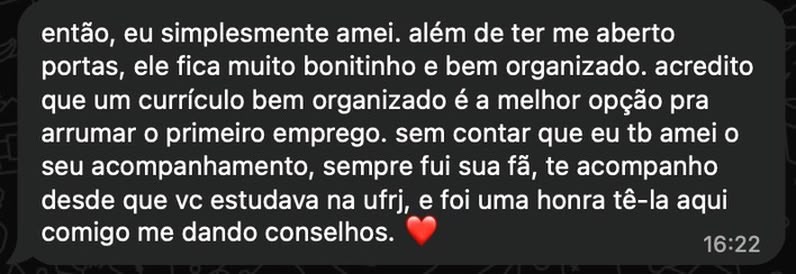 então, eu simplesmente amei. além de ter me aberto
portas, ele fica muito bonitinho e bem organizado. acredito
que um currículo bem organizado é a melhor opção pra
arrumar o primeiro emprego. sem contar que eu tb amei o
seu acompanhamento, sempre fui sua fã, te acompanho
desde que vc estudava na ufrj, e foi uma honra tê-la aqui
comigo me dando conselhos. ❤️
16:22